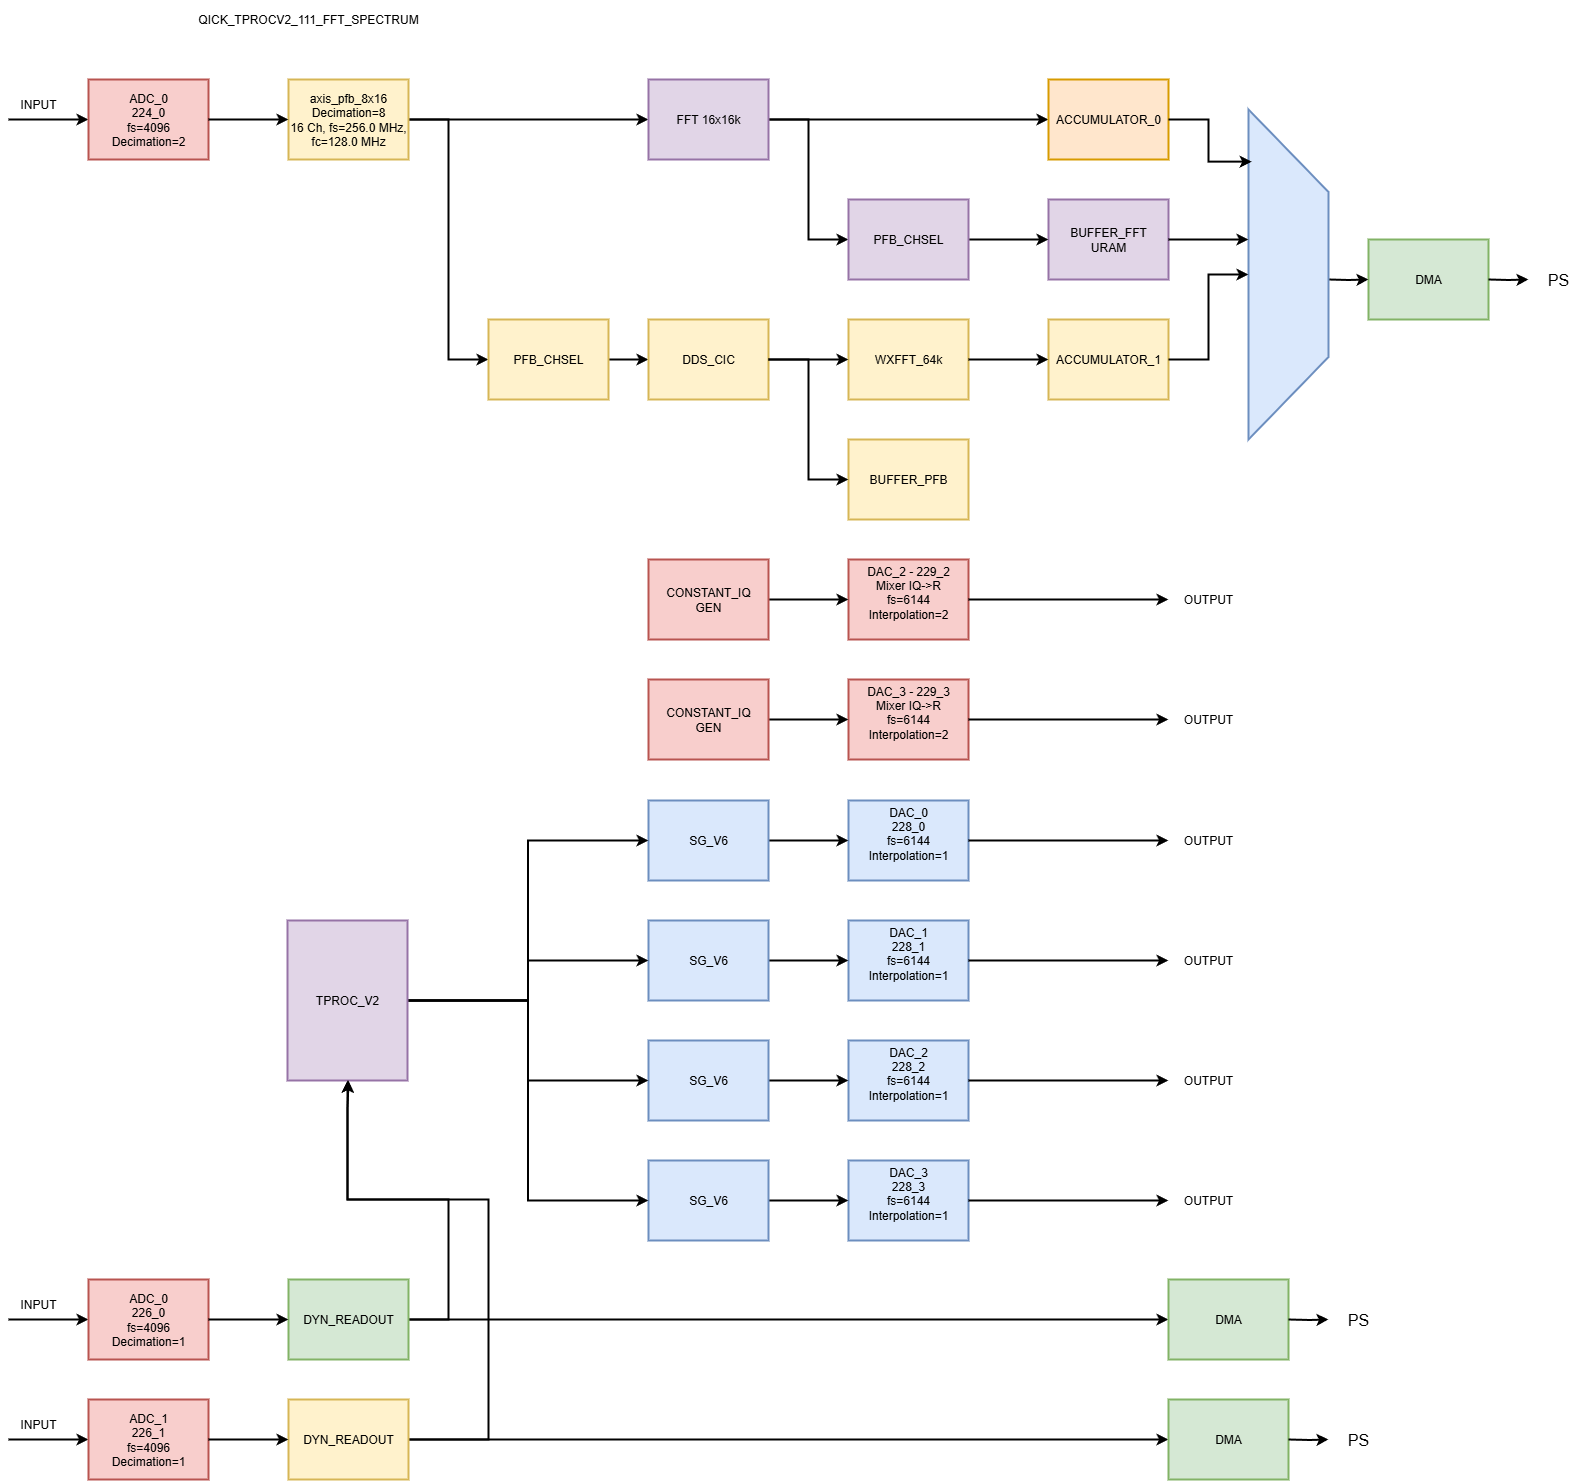 QICK_TPROCV2_111_FFT_SPECTRUM
INPUT
ADC_0
224_0
fs=4096
Decimation=2
axis_pfb_8x16
Decimation=8
16 Ch, fs=256.0 MHz,
fc=128.0 MHz
FFT 16x16k
ACCUMULATOR_0
PFB_CHSEL
BUFFER_FFT
URAM
DMA
PS
PFB_CHSEL
DDS_CIC
WXFFT_64k
ACCUMULATOR_1
BUFFER_PFB
CONSTANT_IQ
GEN
DAC_2 - 229_2
Mixer IQ->R
fs=6144
Interpolation=2
OUTPUT
CONSTANT_IQ
GEN
DAC_3 - 229_3
Mixer IQ->R
fs=6144
Interpolation=2
OUTPUT
SG_V6
DAC_0
228_0
fs=6144
Interpolation=1
OUTPUT
TPROC_V2
SG_V6
DAC_1
228_1
fs=6144
Interpolation=1
OUTPUT
SG_V6
DAC_2
228_2
fs=6144
Interpolation=1
OUTPUT
SG_V6
DAC_3
228_3
fs=6144
Interpolation=1
OUTPUT
INPUT
ADC_0
226_0
fs=4096
Decimation=1
DYN_READOUT
DMA
PS
INPUT
ADC_1
226_1
fs=4096
Decimation=1
DYN_READOUT
DMA
PS